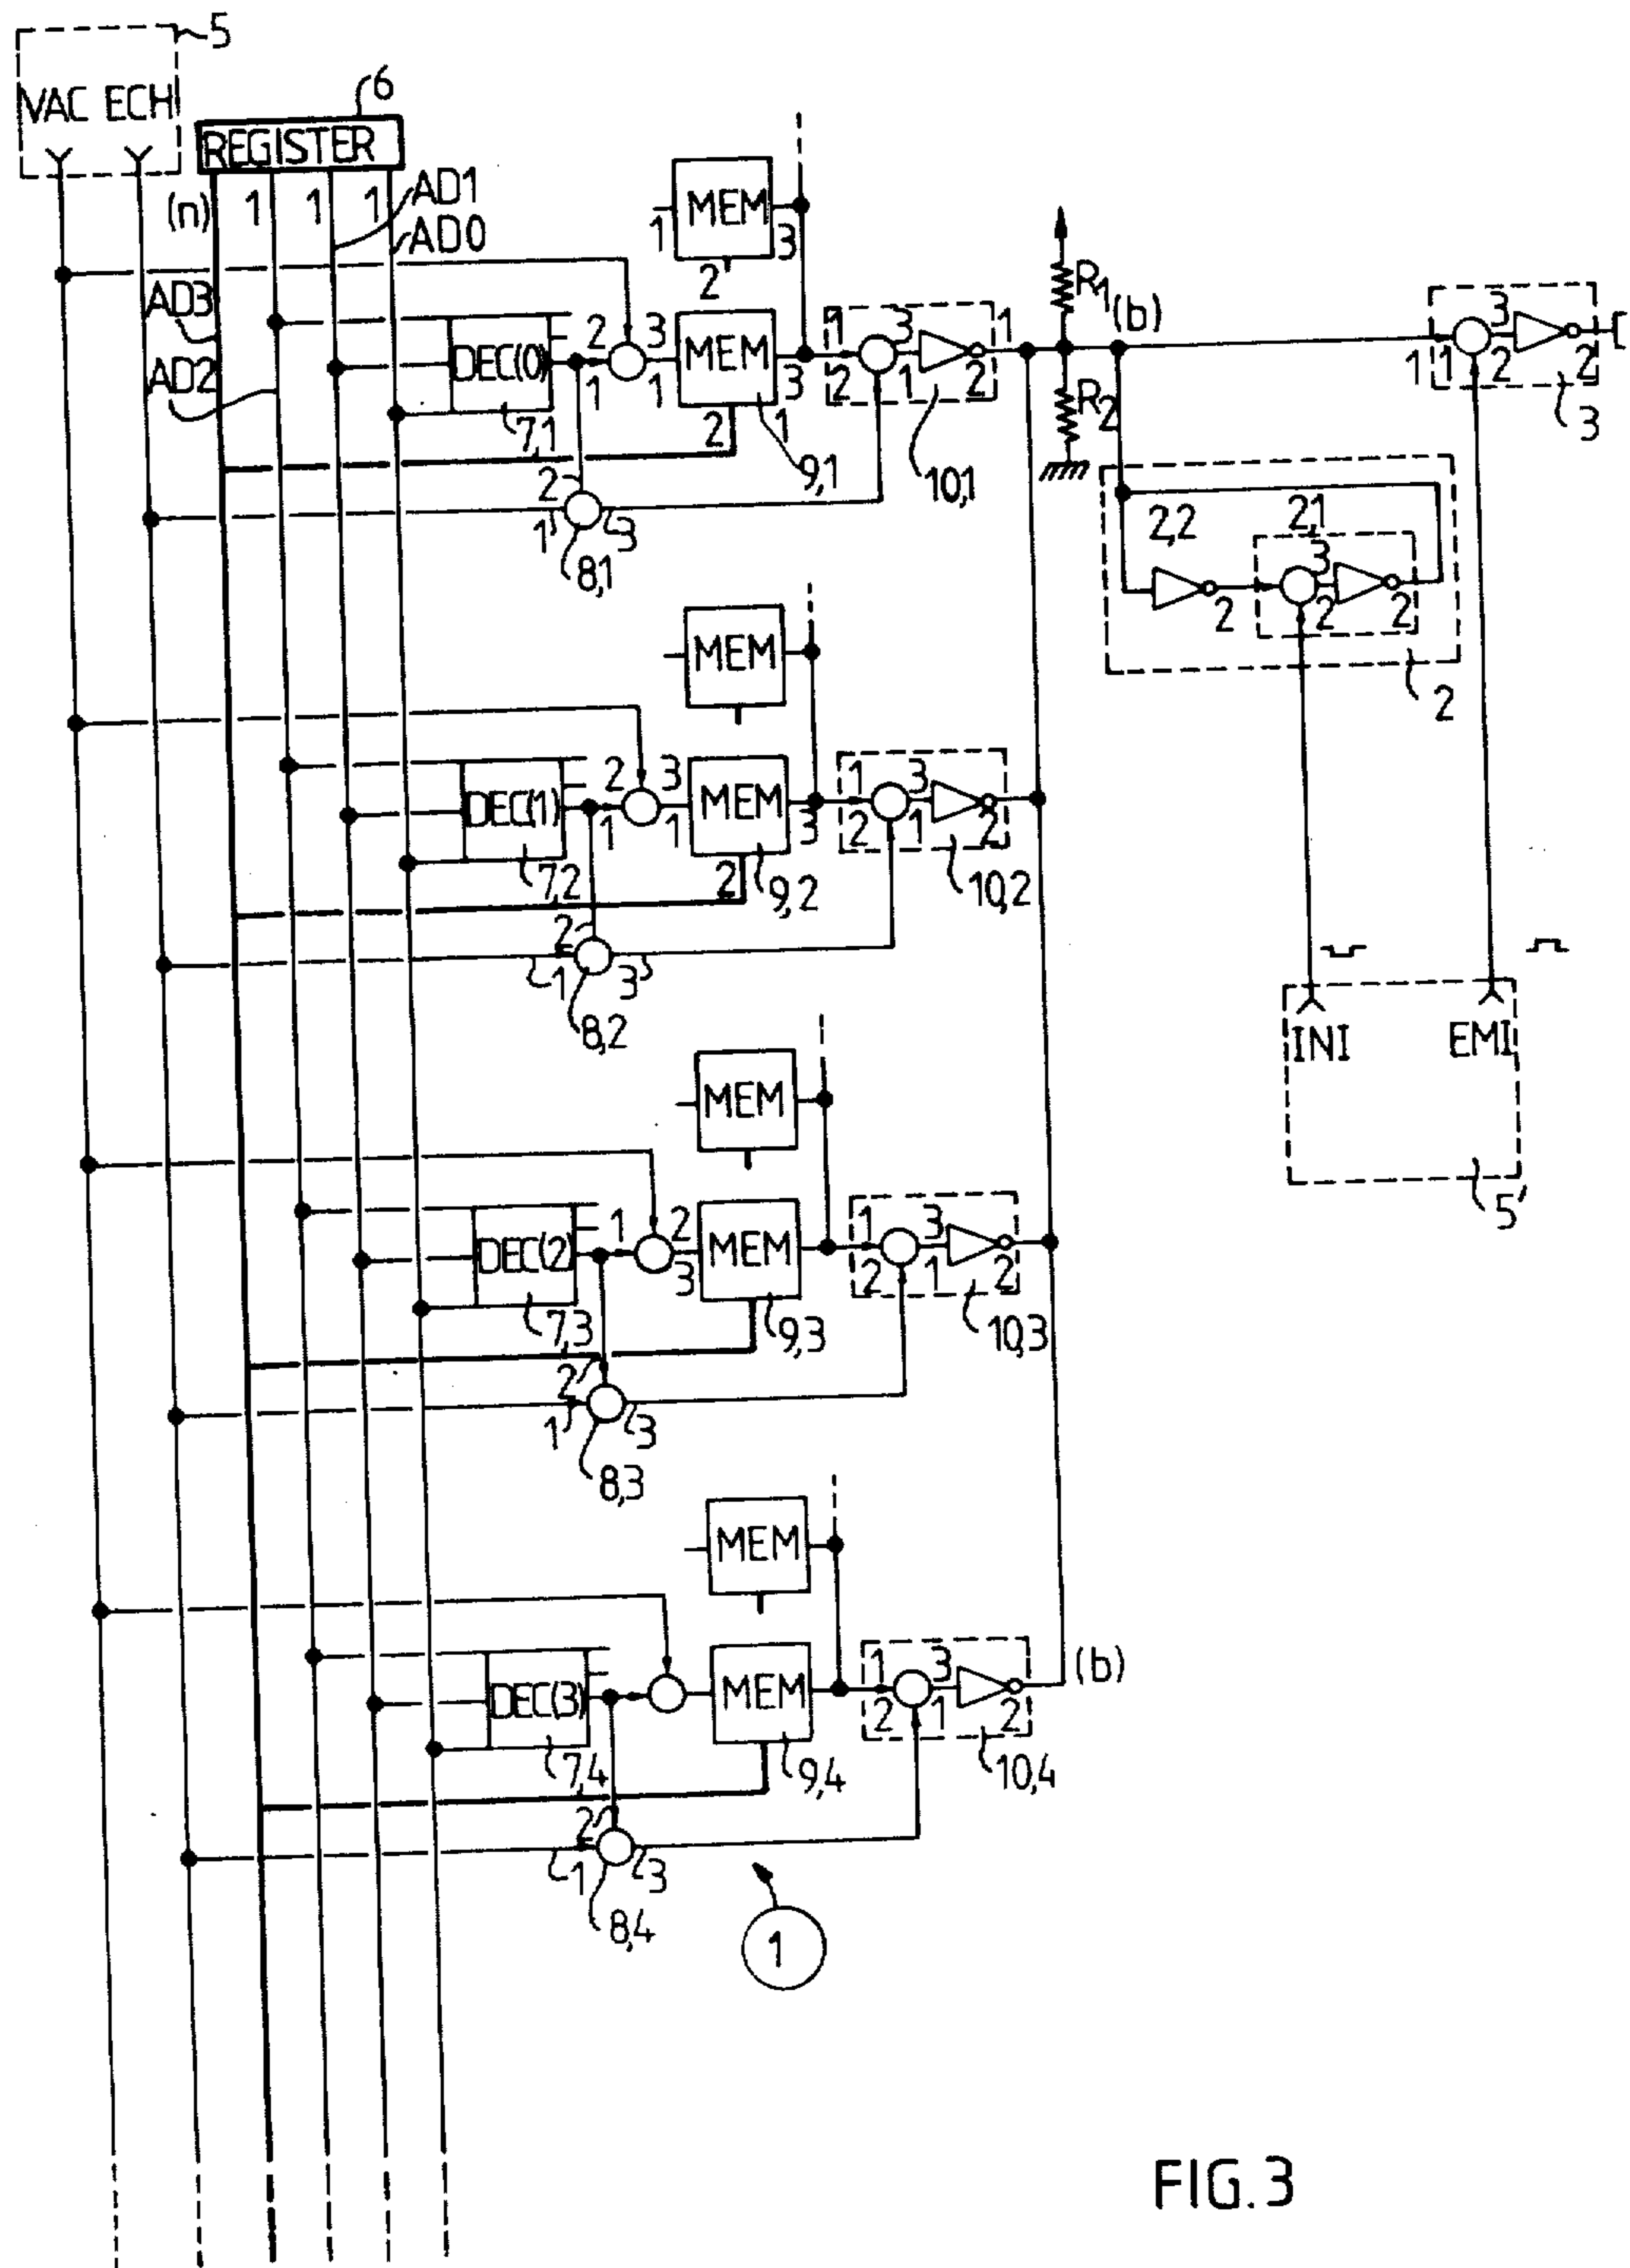 5
VAC ECH
6
REGISTER
(n) 1 1 1
AD1
AD0
AD3
AD2
MEM
1 2 3
DEC(0)
7,1
2 3
1 1
MEM
3
2 1
9,1
1 3 1
2 1 2
10,1
2
1 3
8,1
R1
R2
(b)
1 1 3
2 2
3
2,2 2,1
3
2 2 2
2
MEM
DEC(1)
7,2
2 3
1 1
MEM
3
2
9,2
1 3
2 1 2
10,2
2
1 3
8,2
INI EMI
5'
MEM
DEC(2)
7,3
1 2
3
MEM
9,3
1 3
2 1 2
10,3
2
1 3
8,3
MEM
DEC(3)
7,4
MEM
9,4
1 3
2 1 2
10,4
(b)
2
1 3
8,4
1
FIG.3